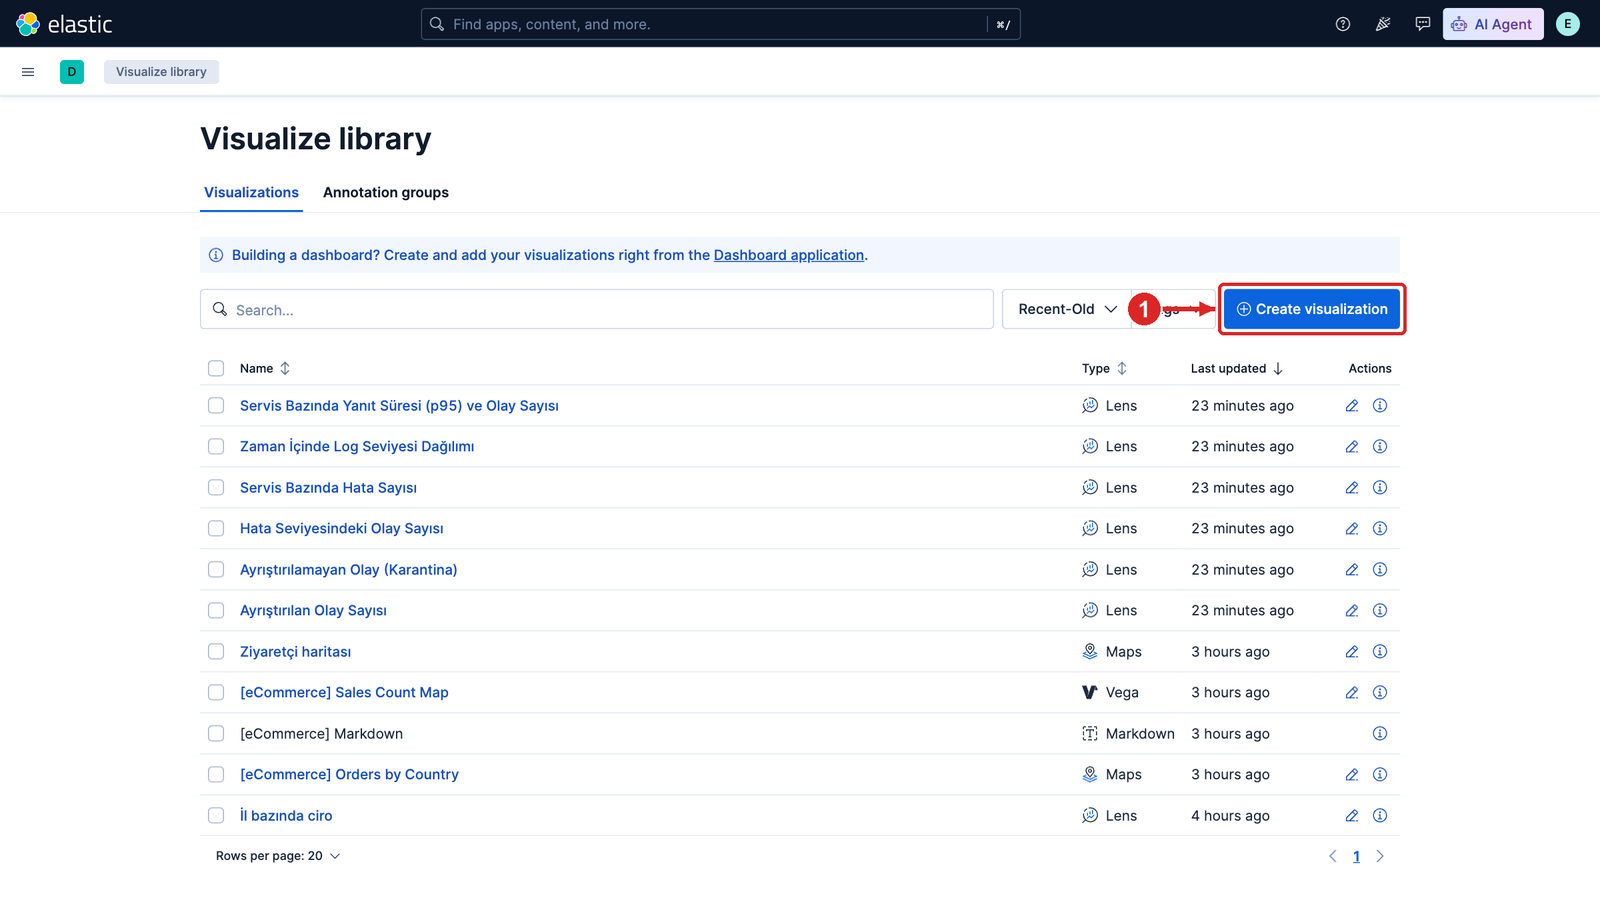 elastic
Find apps, content, and more.
⌘/
AI Agent
E
D
Visualize library
Visualize library
Visualizations
Annotation groups
Building a dashboard? Create and add your visualizations right from the Dashboard application.
Search...
Recent-Old
1
Create visualization
Name
Type
Last updated
Actions
Servis Bazında Yanıt Süresi (p95) ve Olay Sayısı
Lens
23 minutes ago
Zaman İçinde Log Seviyesi Dağılımı
Lens
23 minutes ago
Servis Bazında Hata Sayısı
Lens
23 minutes ago
Hata Seviyesindeki Olay Sayısı
Lens
23 minutes ago
Ayrıştırılamayan Olay (Karantina)
Lens
23 minutes ago
Ayrıştırılan Olay Sayısı
Lens
23 minutes ago
Ziyaretçi haritası
Maps
3 hours ago
[eCommerce] Sales Count Map
Vega
3 hours ago
[eCommerce] Markdown
Markdown
3 hours ago
[eCommerce] Orders by Country
Maps
3 hours ago
İl bazında ciro
Lens
4 hours ago
Rows per page: 20
1